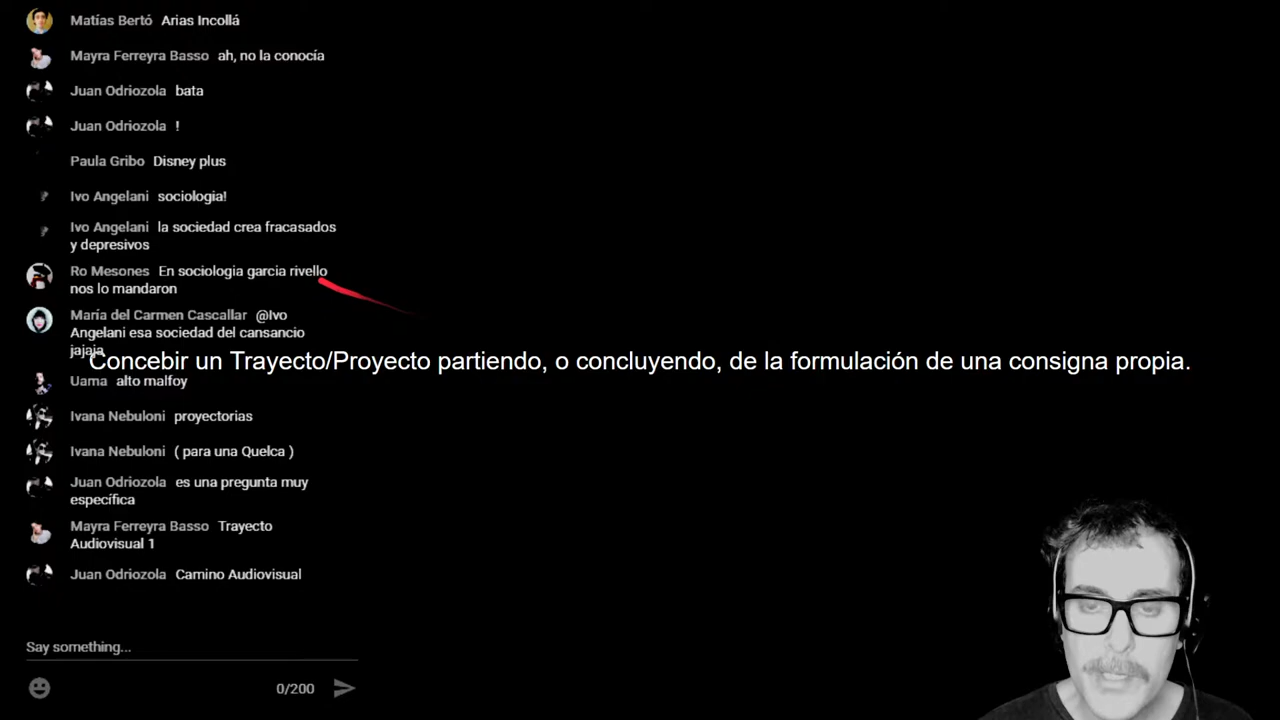 Matías Bertó Arias Incollá
Mayra Ferreyra Basso ah, no la conocía
Juan Odriozola bata
Juan Odriozola !
Paula Gribo Disney plus
Ivo Angelani sociologia!
Ivo Angelani la sociedad crea fracasados
y depresivos
Ro Mesones En sociologia garcia rivello
nos lo mandaron
María del Carmen Cascallar @Ivo
Angelani esa sociedad del cansancio
jajaja
Concebir un Trayecto/Proyecto partiendo, o concluyendo, de la formulación de una consigna propia.
Uama alto malfoy
Ivana Nebuloni proyectorias
Ivana Nebuloni ( para una Quelca )
Juan Odriozola es una pregunta muy
específica
Mayra Ferreyra Basso Trayecto
Audiovisual 1
Juan Odriozola Camino Audiovisual
Say something...
0/200